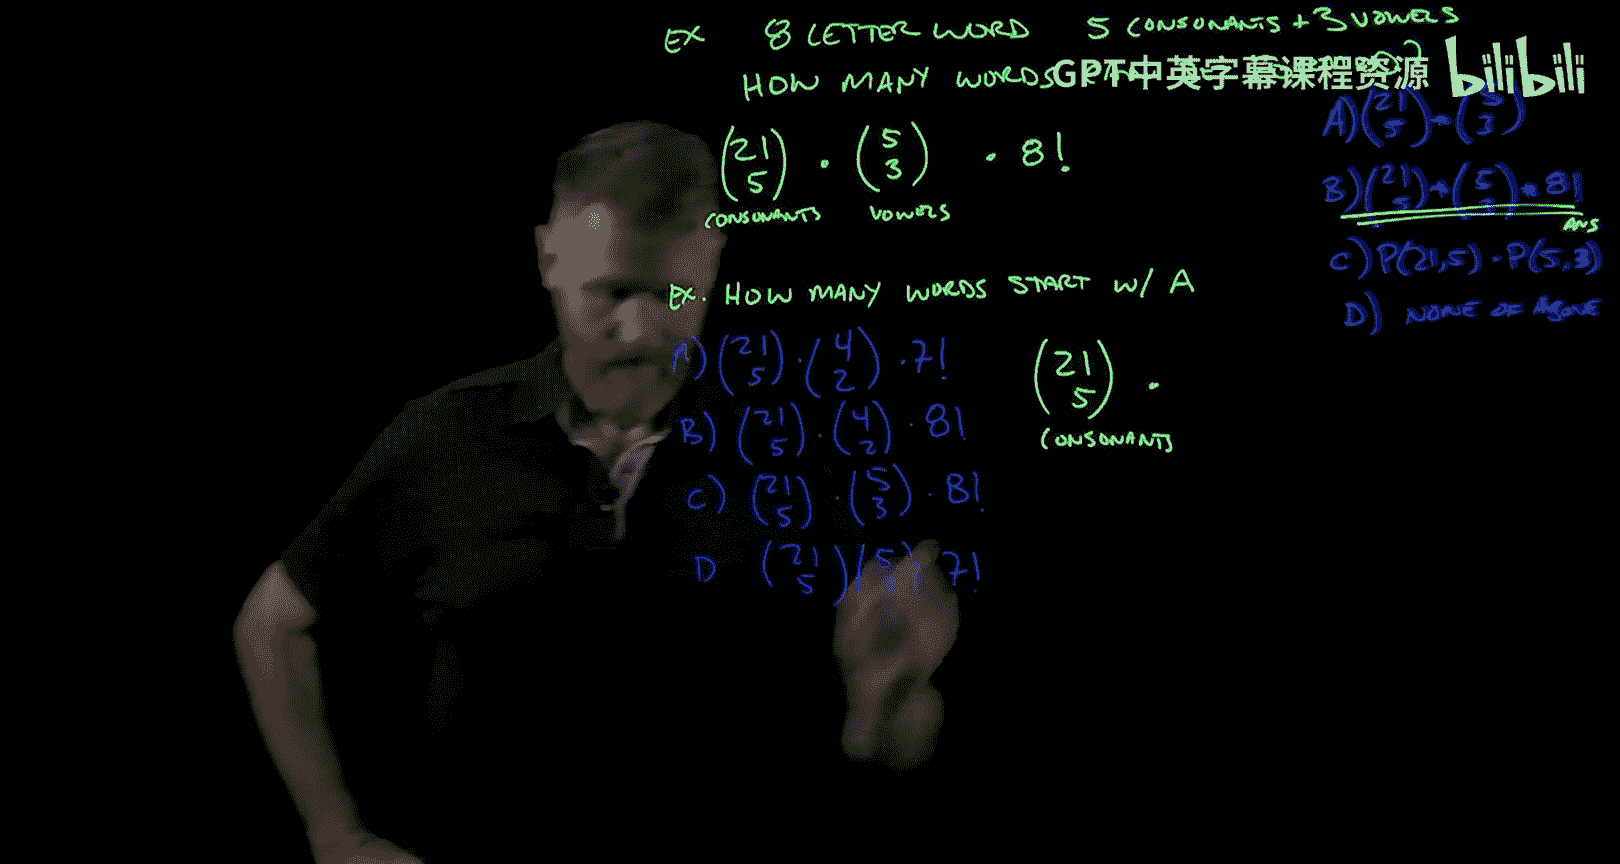 EX 8 LETTER WORD 5 CONSONANTS + 3 VOWELS
HOW MANY WORDS
GPT中英字幕课程资源 bilibili
(21 5) · (5 3) · 8!
CONSONANTS VOWELS
A) (21 5) · (5 3)
B) (21 5) · (5 3) · 8!
ANS
C) P(21,5) · P(5,3)
D) NONE OF ABOVE
EX. HOW MANY WORDS START W/ A
A) (21 5) · (4 2) · 7!
B) (21 5) · (4 2) · 8!
C) (21 5) · (5 3) · 8!
D (21 5) (5 7!
(21 5) ·
CONSONANTS